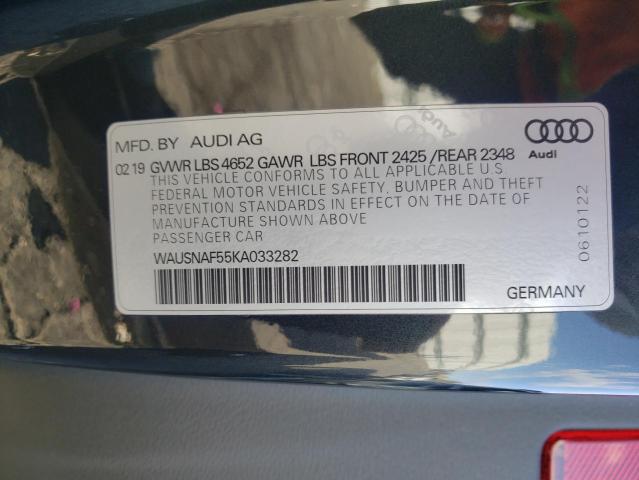 MFD. BY AUDI AG
02 19 GVWR LBS 4652 GAWR LBS FRONT 2425 /REAR 2348
Audi
THIS VEHICLE CONFORMS TO ALL APPLICABLE U.S
FEDERAL MOTOR VEHICLE SAFETY, BUMPER AND THEFT
PREVENTION STANDARDS IN EFFECT ON THE DATE OF
MANUFACTURE SHOWN ABOVE
PASSENGER CAR
WAUSNAF55KA033282
GERMANY
0610122